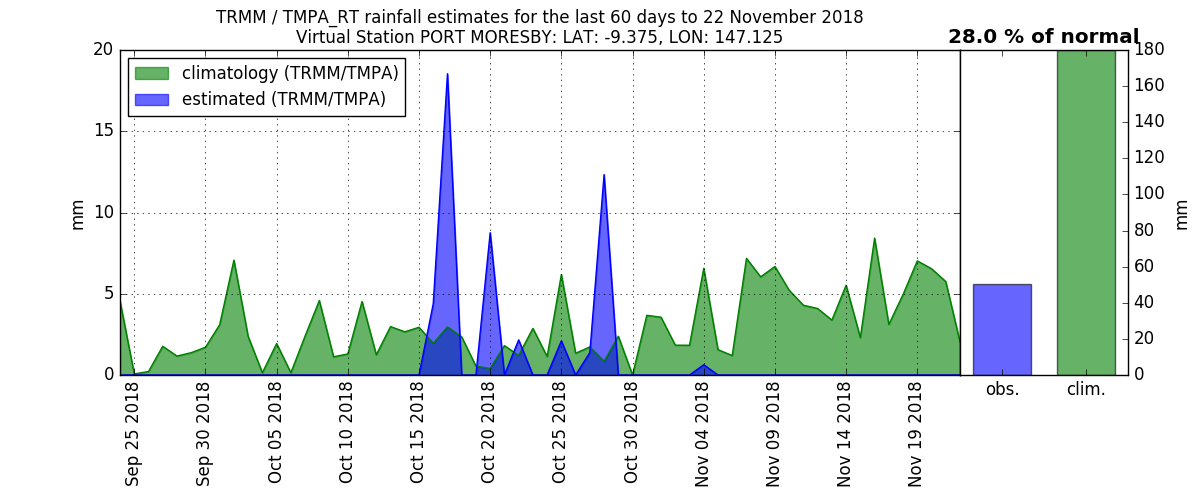 TRMM / TMPA_RT rainfall estimates for the last 60 days to 22 November 2018
Virtual Station PORT MORESBY: LAT: -9.375, LON: 147.125
28.0 % of normal
climatology (TRMM/TMPA)
estimated (TRMM/TMPA)
mm
20
15
10
5
0
Sep 25 2018
Sep 30 2018
Oct 05 2018
Oct 10 2018
Oct 15 2018
Oct 20 2018
Oct 25 2018
Oct 30 2018
Nov 04 2018
Nov 09 2018
Nov 14 2018
Nov 19 2018
obs.
clim.
180
160
140
120
100
80
60
40
20
0
mm